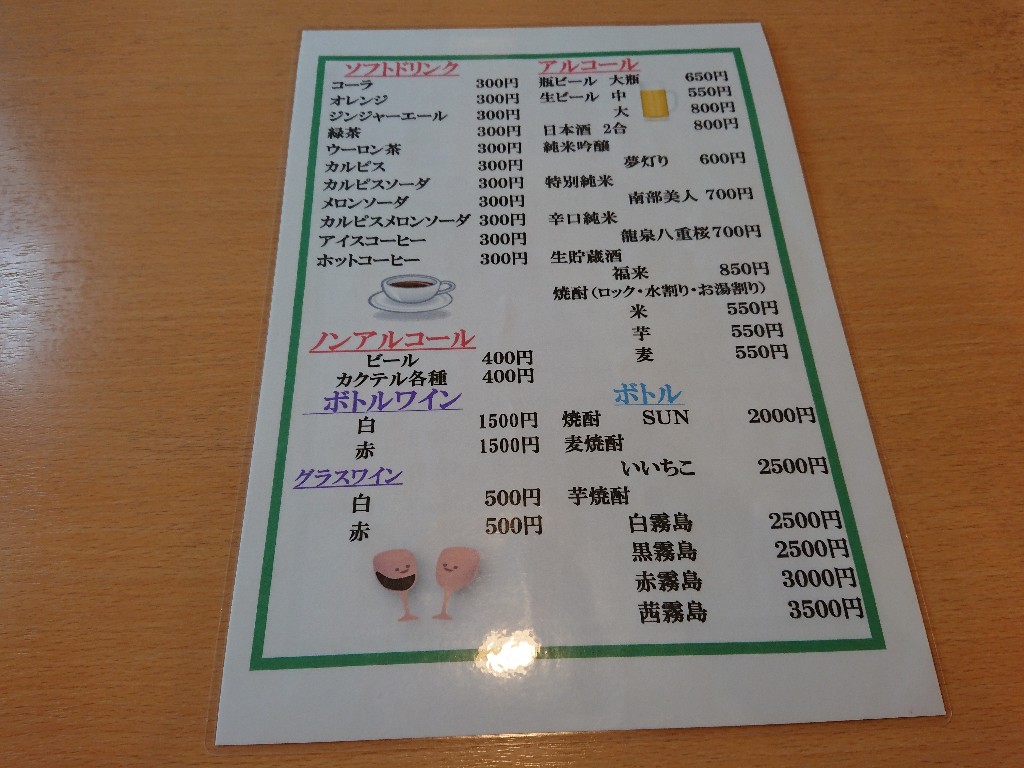 ソフトドリンク
コーラ 300円
オレンジ 300円
ジンジャーエール 300円
緑茶 300円
ウーロン茶 300円
カルピス 300円
カルピスソーダ 300円
メロンソーダ 300円
カルピスメロンソーダ 300円
アイスコーヒー 300円
ホットコーヒー 300円
ノンアルコール
ビール 400円
カクテル各種 400円
ボトルワイン
白 1500円
赤 1500円
グラスワイン
白 500円
赤 500円
アルコール
瓶ビール 大瓶 650円
生ビール 中 550円
大 800円
日本酒 2合 800円
純米吟醸
夢灯り 600円
特別純米
南部美人 700円
辛口純米
龍泉八重桜700円
生貯蔵酒
福来 850円
焼酎(ロック・水割り・お湯割り)
米 550円
芋 550円
麦 550円
ボトル
焼酎 SUN 2000円
麦焼酎
いいちこ 2500円
芋焼酎
白霧島 2500円
黒霧島 2500円
赤霧島 3000円
茜霧島 3500円